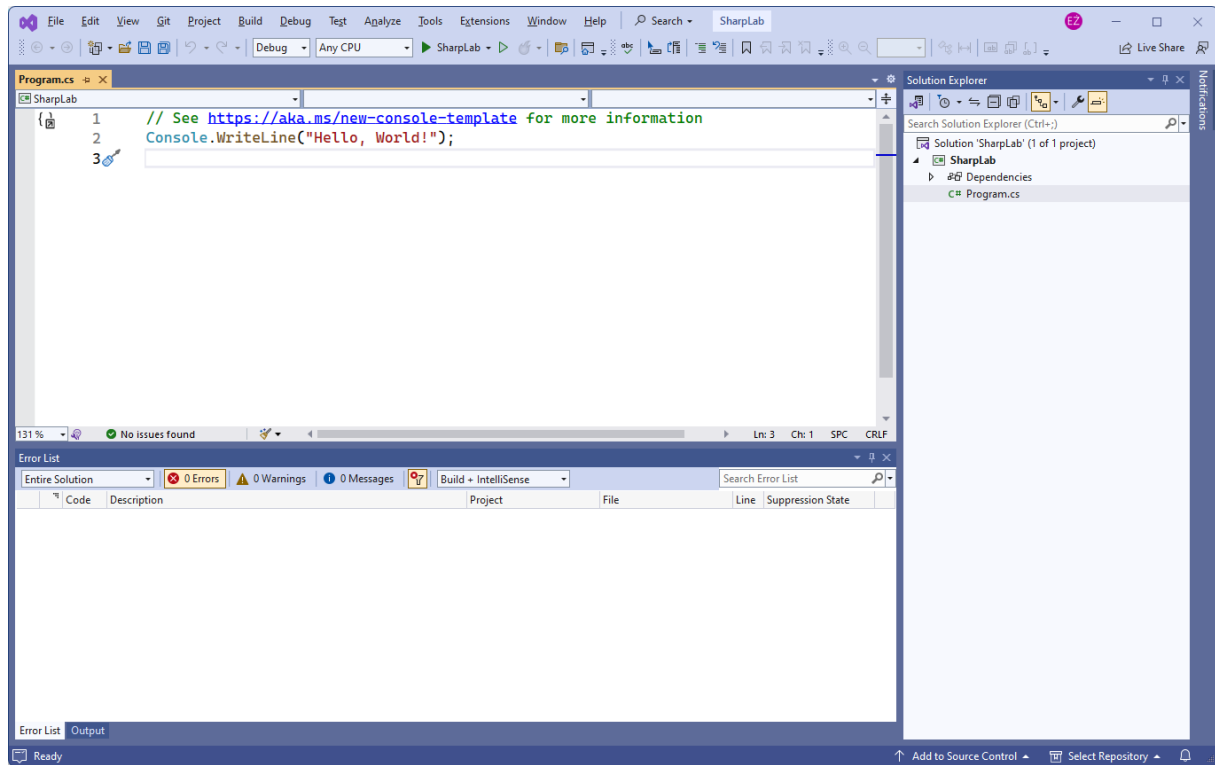 File Edit View Git Project Build Debug Test Analyze Tools Extensions Window Help Search SharpLab EZ
Debug Any CPU SharpLab Live Share
Program.cs
SharpLab
1 // See https://aka.ms/new-console-template for more information
2 Console.WriteLine("Hello, World!");
3
131 % No issues found Ln: 3 Ch: 1 SPC CRLF
Error List
Entire Solution 0 Errors 0 Warnings 0 Messages Build + IntelliSense Search Error List
Code Description Project File Line Suppression State
Error List Output
Solution Explorer
Search Solution Explorer (Ctrl+;)
Solution 'SharpLab' (1 of 1 project)
SharpLab
Dependencies
C# Program.cs
Notifications
Ready Add to Source Control Select Repository